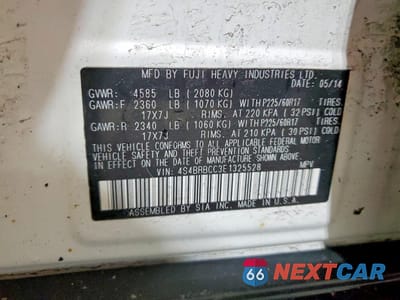 MFD. BY FUJI HEAVY INDUSTRIES LTD.
DATE: 05/14
GVWR: 4585 LB (2080 KG)
GAWR:F 2360 LB (1070 KG) WITH P225/60R17 TIRES
17X7J RIMS. AT 220 KPA (32 PSI) COLD
GAWR:R 2340 LB (1060 KG) WITH P225/60R17 TIRES
17X7J RIMS. AT 210 KPA (30 PSI) COLD
THIS VEHICLE CONFORMS TO ALL APPLICABLE FEDERAL MOTOR
VEHICLE SAFETY, BUMPER, AND THEFT PREVENTION STANDARDS
IN EFFECT ON THE DATE OF MANUFACTURE SHOWN ABOVE.
VIN: 4S4BRBCC3E1325528 MPV
ASSEMBLED BY SIA INC. MADE IN U.S.A.
66 NEXTCAR